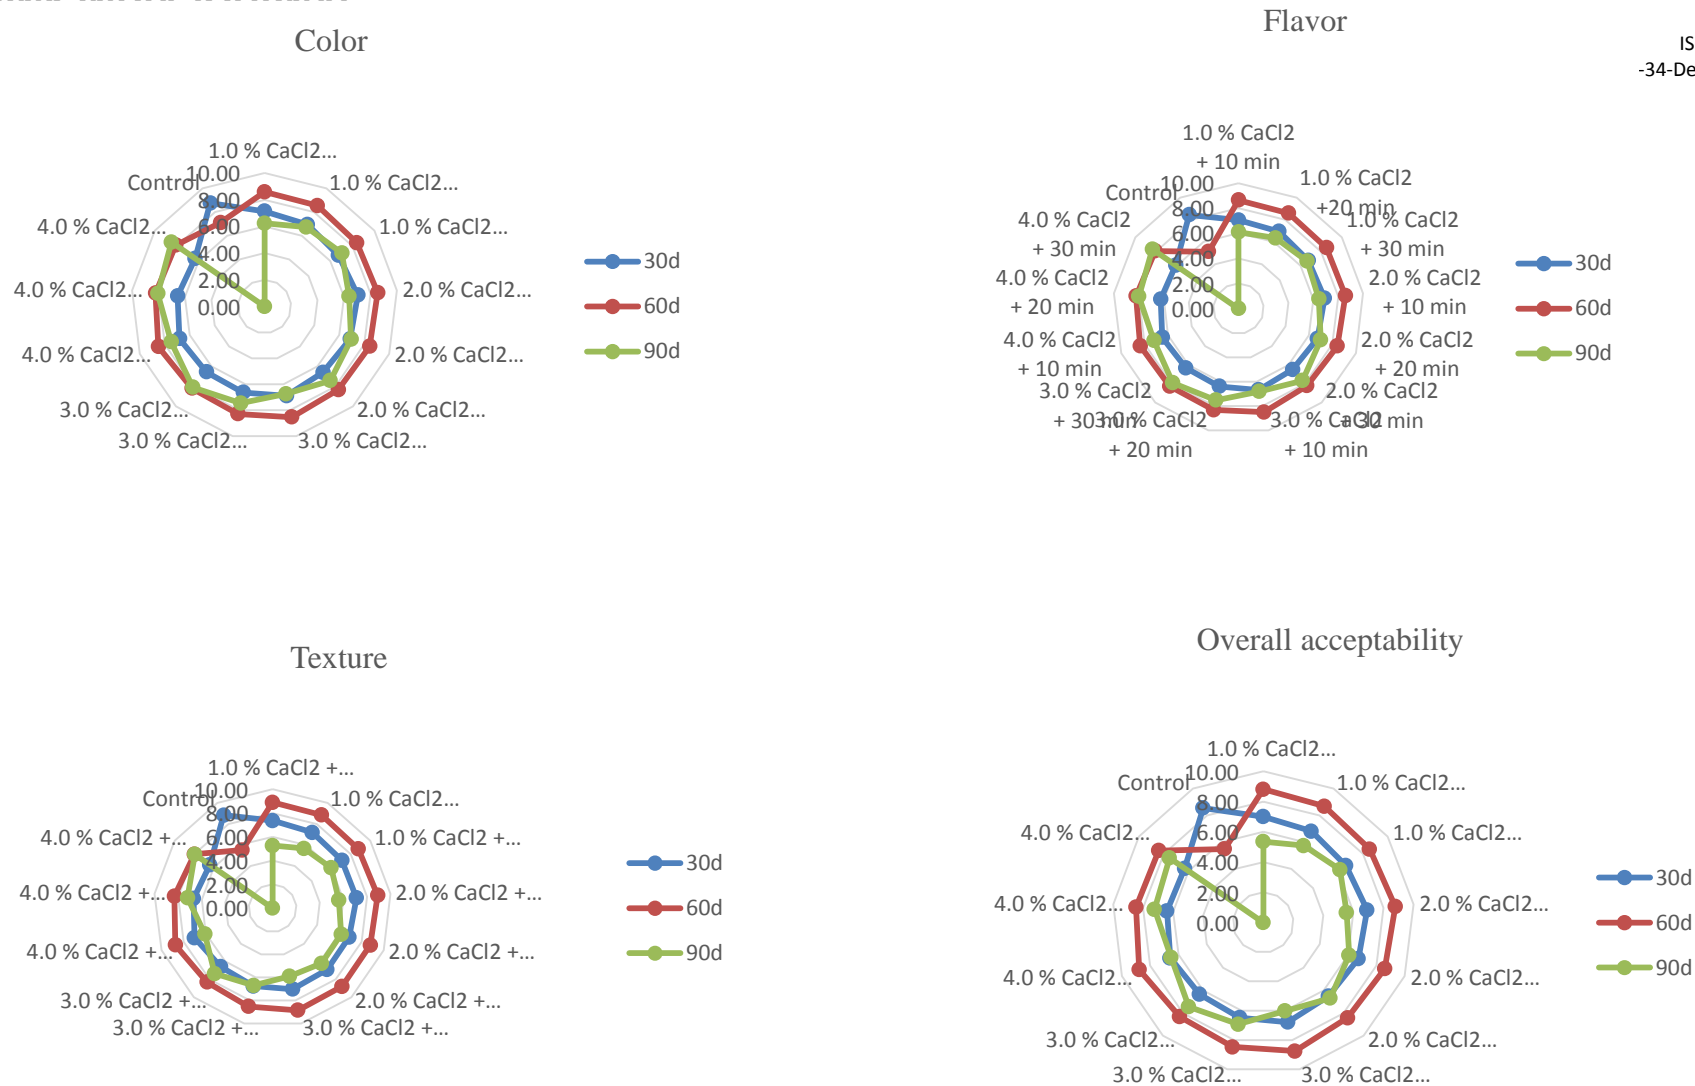 Color
1.0 % CaCl2...
10.00
8.00
6.00
4.00
2.00
0.00
1.0 % CaCl2...
1.0 % CaCl2...
2.0 % CaCl2...
2.0 % CaCl2...
2.0 % CaCl2...
3.0 % CaCl2...
3.0 % CaCl2...
3.0 % CaCl2...
4.0 % CaCl2...
4.0 % CaCl2...
4.0 % CaCl2...
Control
30d
60d
90d
Flavor
IS
-34-De
1.0 % CaCl2
+ 10 min
10.00
8.00
6.00
4.00
2.00
0.00
1.0 % CaCl2
+20 min
1.0 % CaCl2
+ 30 min
2.0 % CaCl2
+ 10 min
2.0 % CaCl2
+ 20 min
2.0 % CaCl2
+ 30 min
3.0 % CaCl2
+ 10 min
3.0 % CaCl2
+ 20 min
3.0 % CaCl2
+ 30 min
4.0 % CaCl2
+ 10 min
4.0 % CaCl2
+ 20 min
4.0 % CaCl2
+ 30 min
Control
30d
60d
90d
Texture
1.0 % CaCl2 +...
10.00
8.00
6.00
4.00
2.00
0.00
1.0 % CaCl2...
1.0 % CaCl2 +...
2.0 % CaCl2 +...
2.0 % CaCl2 +...
2.0 % CaCl2 +...
3.0 % CaCl2 +...
3.0 % CaCl2 +...
3.0 % CaCl2 +...
4.0 % CaCl2 +...
4.0 % CaCl2 +...
4.0 % CaCl2 +...
Control
30d
60d
90d
Overall acceptability
1.0 % CaCl2...
10.00
8.00
6.00
4.00
2.00
0.00
1.0 % CaCl2...
1.0 % CaCl2...
2.0 % CaCl2...
2.0 % CaCl2...
2.0 % CaCl2...
3.0 % CaCl2...
3.0 % CaCl2...
3.0 % CaCl2...
4.0 % CaCl2...
4.0 % CaCl2...
4.0 % CaCl2...
Control
30d
60d
90d